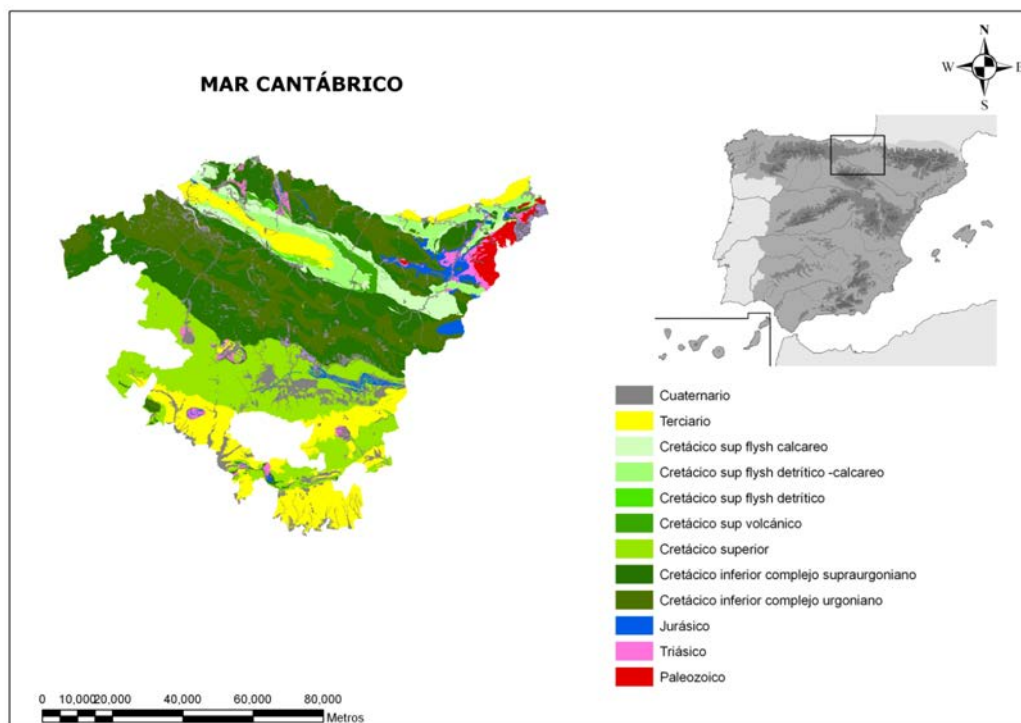 N
W E
S
MAR CANTÁBRICO
Cuaternario
Terciario
Cretácico sup flysh calcareo
Cretácico sup flysh detrítico -calcareo
Cretácico sup flysh detrítico
Cretácico sup volcánico
Cretácico superior
Cretácico inferior complejo supraurgoniano
Cretácico inferior complejo urgoniano
Jurásico
Triásico
Paleozoico
0 10,000 20,000 40,000 60,000 80,000
Metros